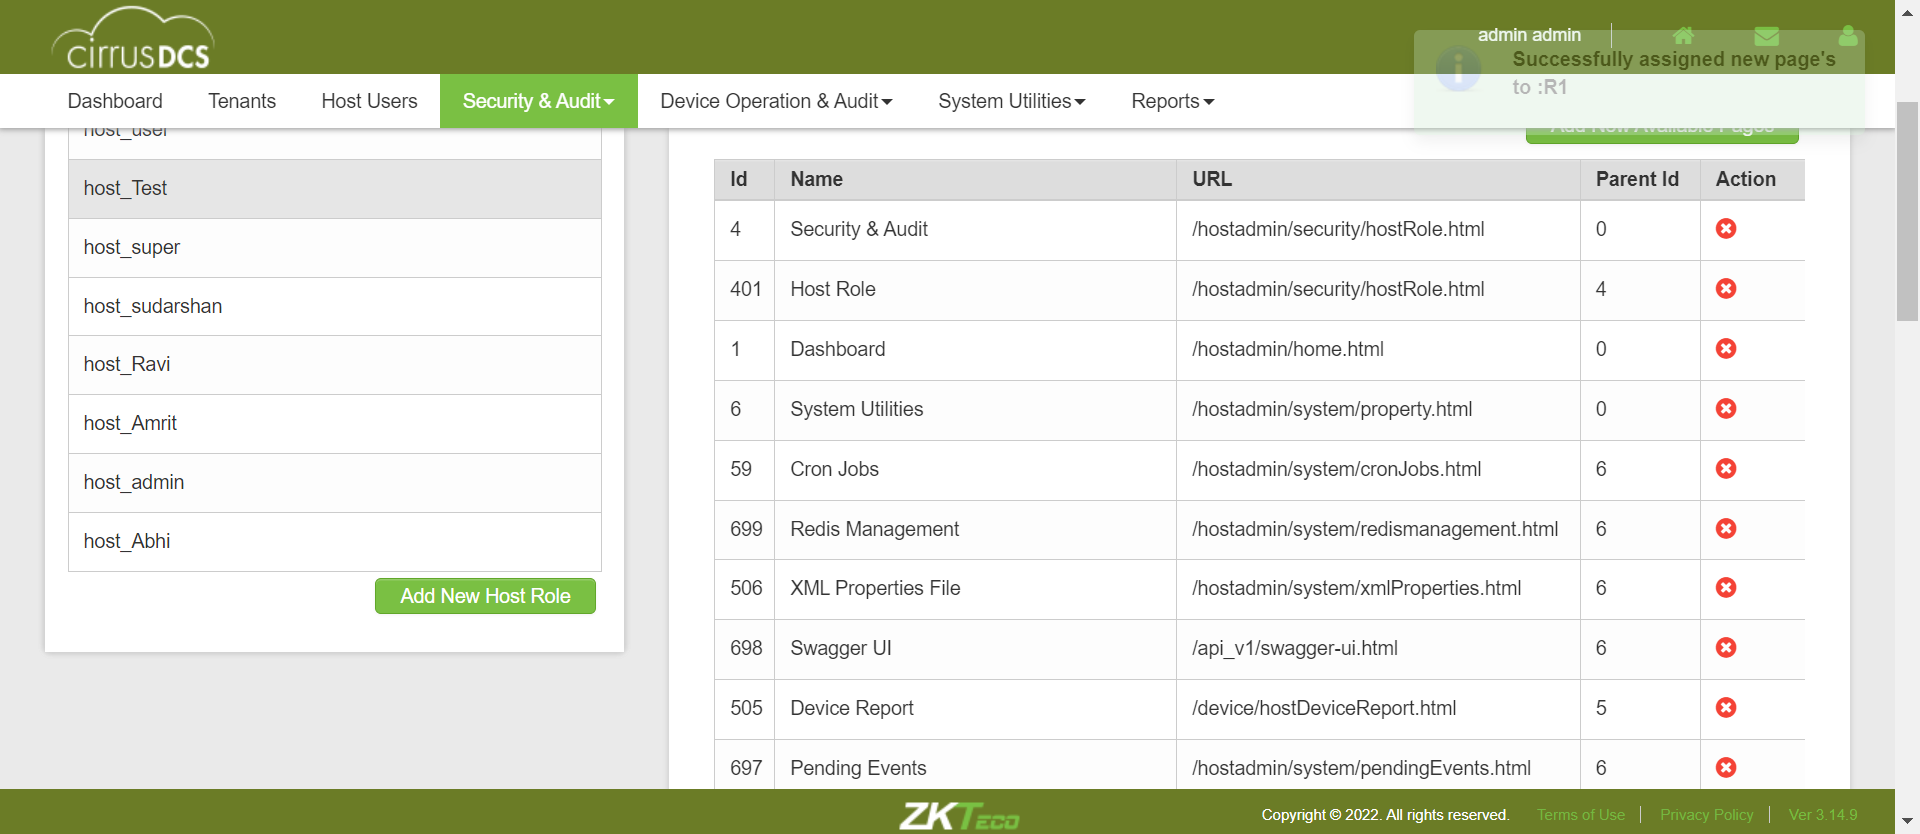 cirrusDCS
admin admin
Successfully assigned new page's
to :R1
Dashboard Tenants Host Users Security & Audit Device Operation & Audit System Utilities Reports
host_user
Add New Available Pages
host_Test
host_super
host_sudarshan
host_Ravi
host_Amrit
host_admin
host_Abhi
Add New Host Role
Id Name URL Parent Id Action
4 Security & Audit /hostadmin/security/hostRole.html 0
401 Host Role /hostadmin/security/hostRole.html 4
1 Dashboard /hostadmin/home.html 0
6 System Utilities /hostadmin/system/property.html 0
59 Cron Jobs /hostadmin/system/cronJobs.html 6
699 Redis Management /hostadmin/system/redismanagement.html 6
506 XML Properties File /hostadmin/system/xmlProperties.html 6
698 Swagger UI /api_v1/swagger-ui.html 6
505 Device Report /device/hostDeviceReport.html 5
697 Pending Events /hostadmin/system/pendingEvents.html 6
ZKTeco
Copyright © 2022. All rights reserved. Terms of Use Privacy Policy Ver 3.14.9